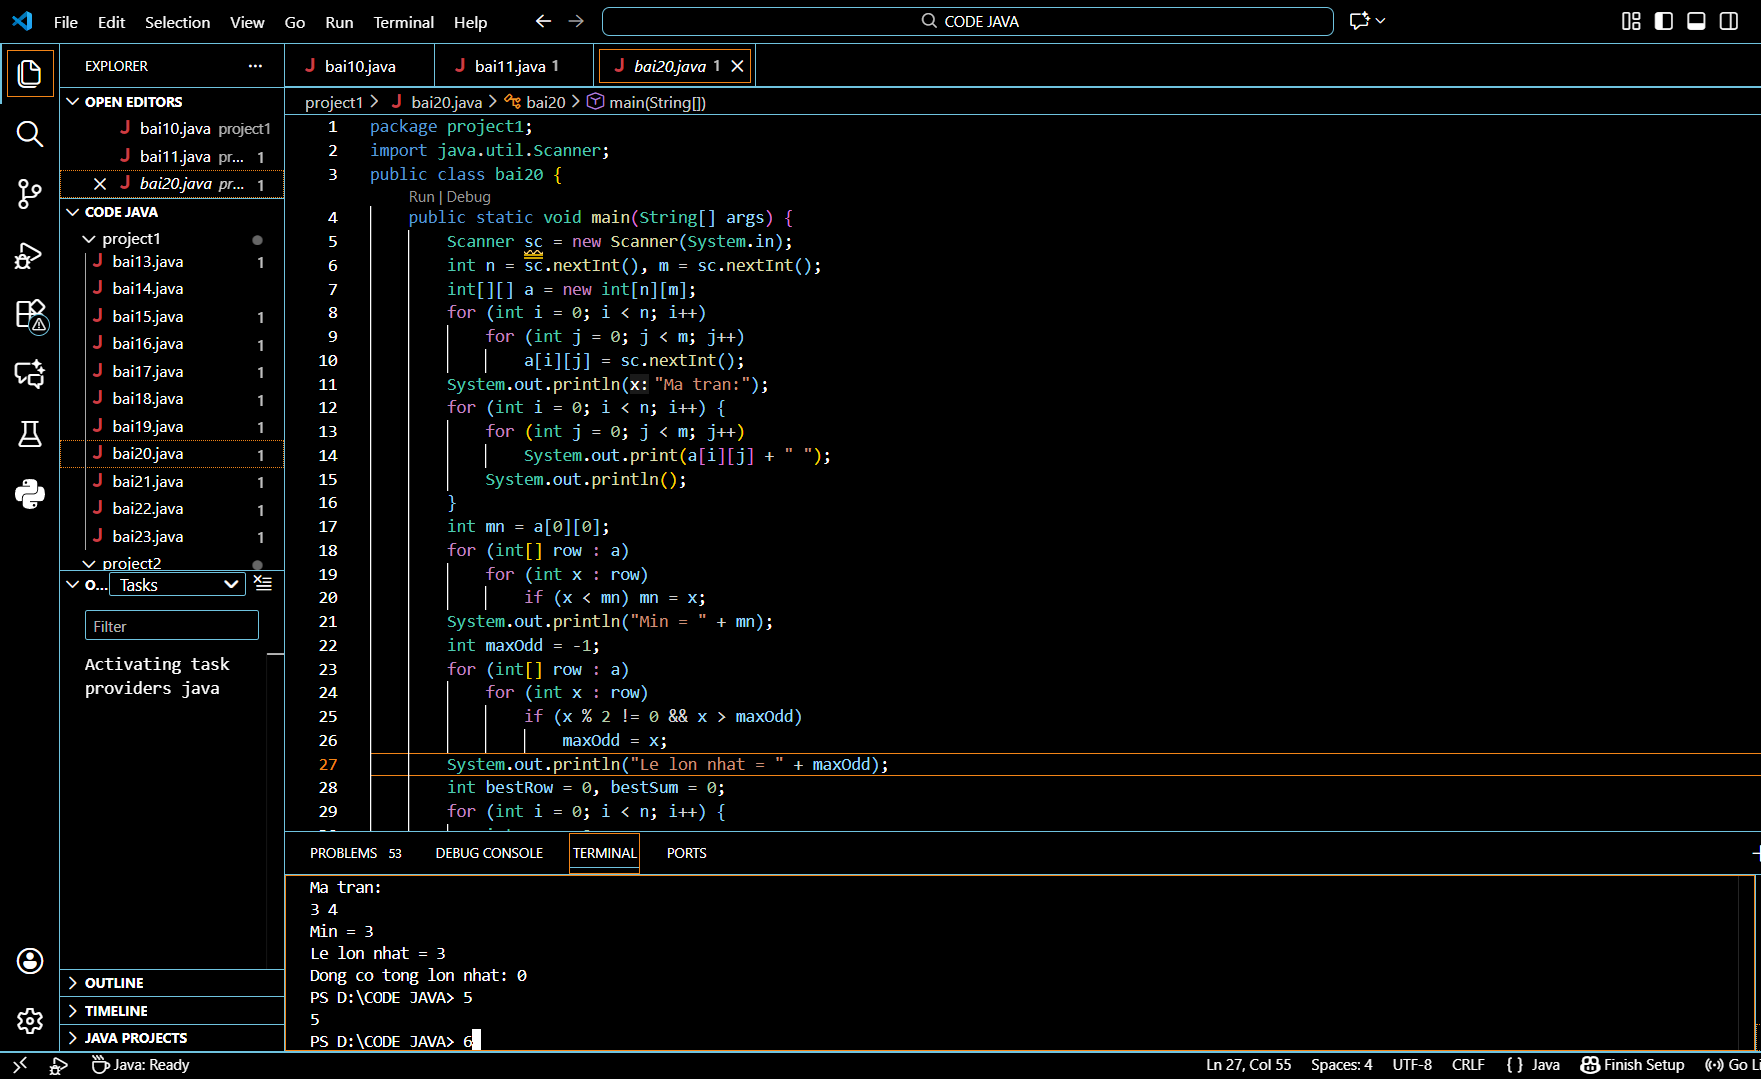 File Edit Selection View Go Run Terminal Help
CODE JAVA
EXPLORER
OPEN EDITORS
bai10.java project1
bai11.java pr... 1
bai20.java pr... 1
CODE JAVA
project1
bai13.java 1
bai14.java
bai15.java 1
bai16.java 1
bai17.java 1
bai18.java 1
bai19.java 1
bai20.java 1
bai21.java 1
bai22.java 1
bai23.java 1
project2
O... Tasks
Filter
Activating task
providers java
OUTLINE
TIMELINE
JAVA PROJECTS
bai10.java
bai11.java 1
bai20.java 1
project1 > bai20.java > bai20 > main(String[])
1 package project1;
2 import java.util.Scanner;
3 public class bai20 {
Run | Debug
4 public static void main(String[] args) {
5 Scanner sc = new Scanner(System.in);
6 int n = sc.nextInt(), m = sc.nextInt();
7 int[][] a = new int[n][m];
8 for (int i = 0; i < n; i++)
9 for (int j = 0; j < m; j++)
10 a[i][j] = sc.nextInt();
11 System.out.println(x: "Ma tran:");
12 for (int i = 0; i < n; i++) {
13 for (int j = 0; j < m; j++)
14 System.out.print(a[i][j] + " ");
15 System.out.println();
16 }
17 int mn = a[0][0];
18 for (int[] row : a)
19 for (int x : row)
20 if (x < mn) mn = x;
21 System.out.println("Min = " + mn);
22 int maxOdd = -1;
23 for (int[] row : a)
24 for (int x : row)
25 if (x % 2 != 0 && x > maxOdd)
26 maxOdd = x;
27 System.out.println("Le lon nhat = " + maxOdd);
28 int bestRow = 0, bestSum = 0;
29 for (int i = 0; i < n; i++) {
PROBLEMS 53 DEBUG CONSOLE TERMINAL PORTS
Ma tran:
3 4
Min = 3
Le lon nhat = 3
Dong co tong lon nhat: 0
PS D:\CODE JAVA> 5
5
PS D:\CODE JAVA> 6
Java: Ready
Ln 27, Col 55 Spaces: 4 UTF-8 CRLF { } Java Finish Setup Go Li